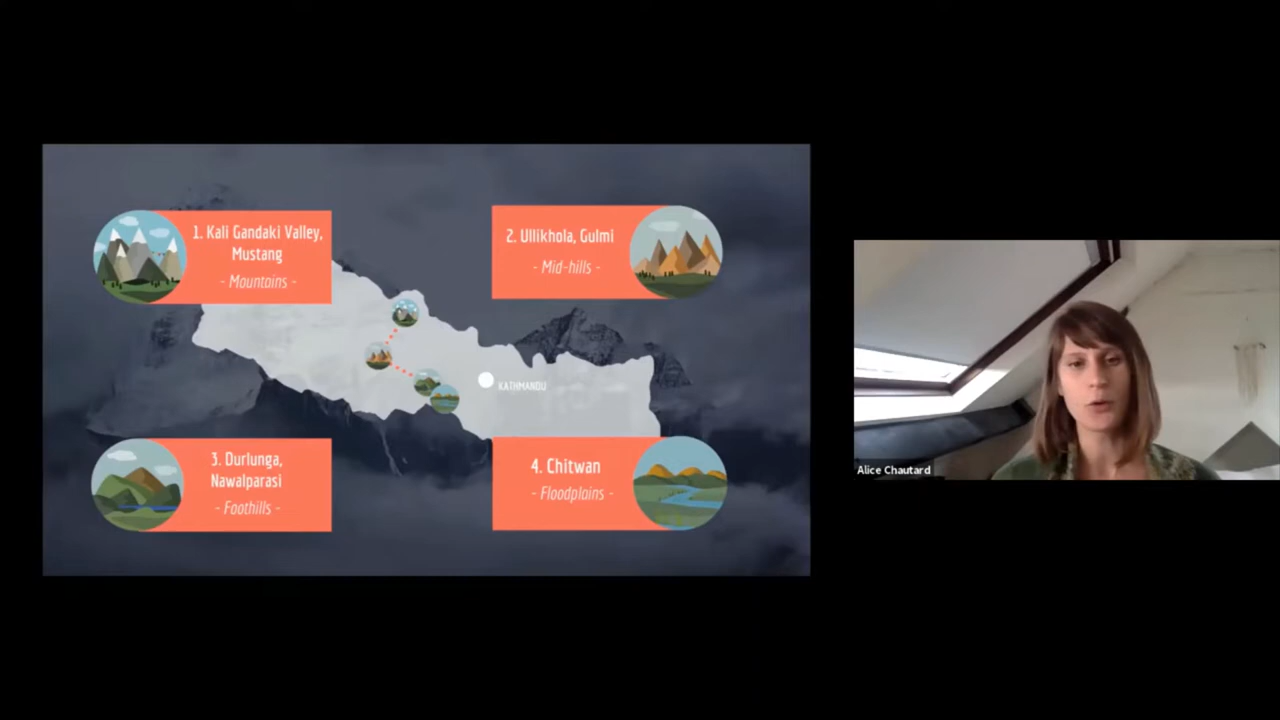 1. Kali Gandaki Valley,
Mustang
- Mountains -
2. Ullikhola, Gulmi
- Mid-hills -
KATHMANDU
3. Durlunga,
Nawalparasi
- Foothills -
4. Chitwan
- Floodplains -
Alice Chautard